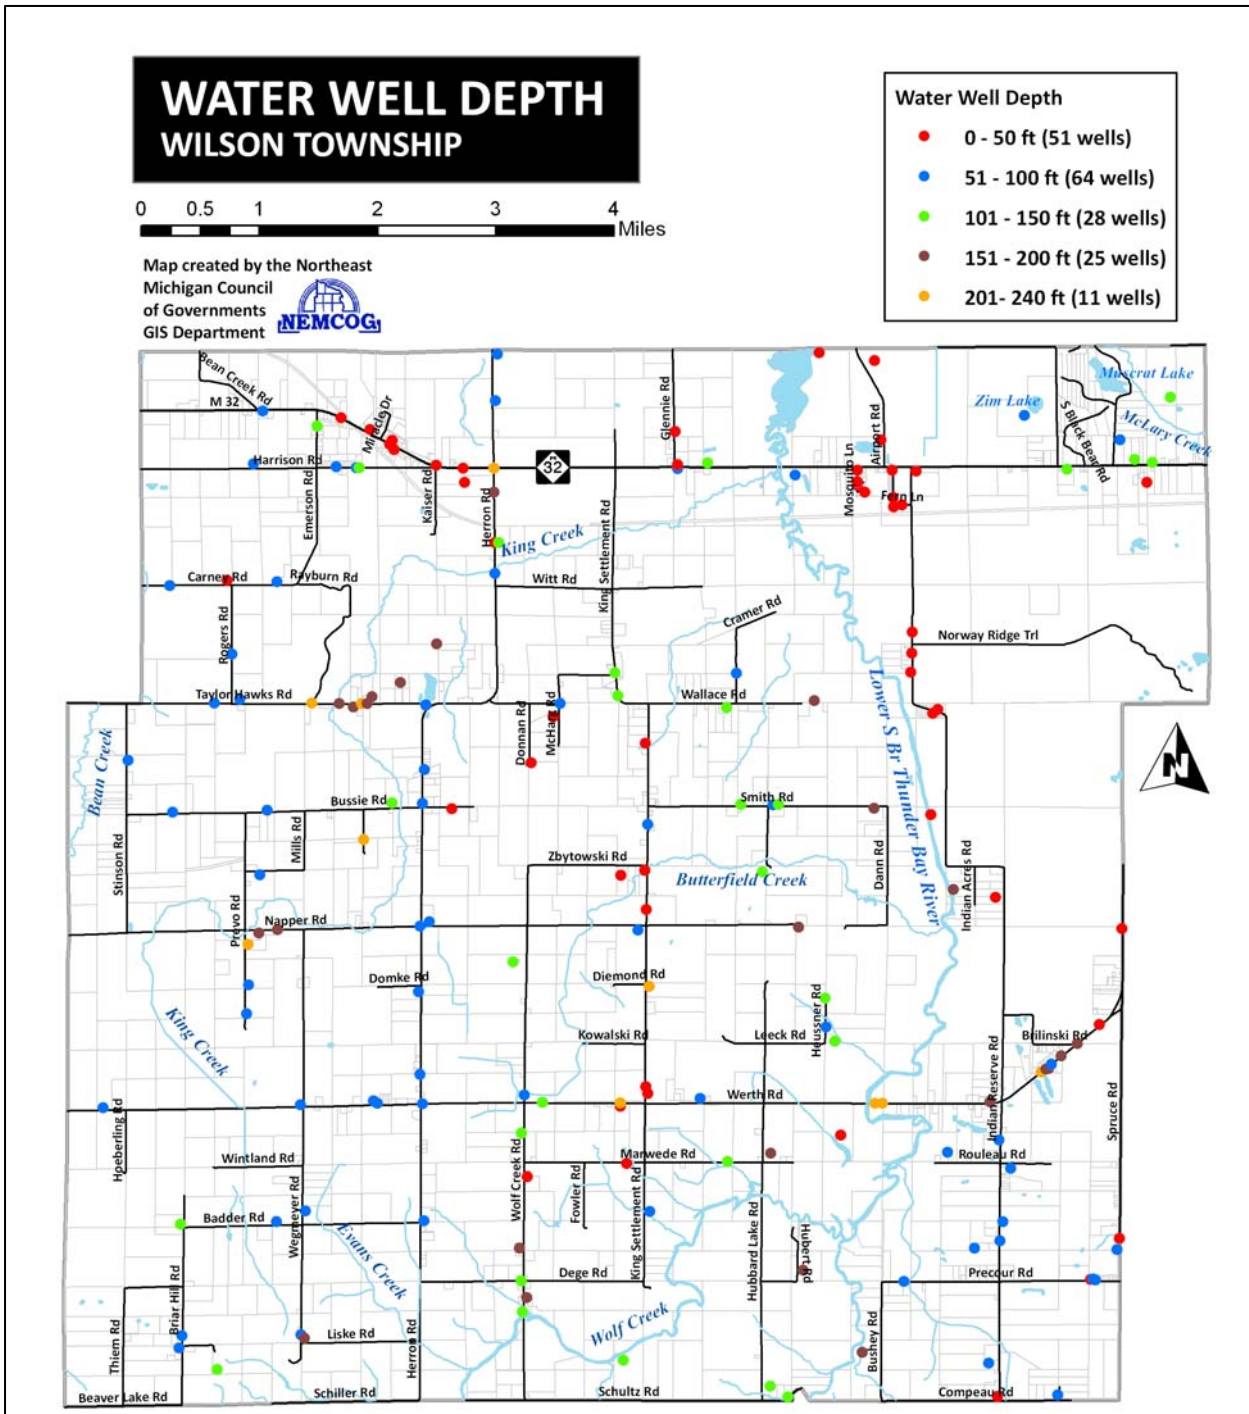 WATER WELL DEPTH
WILSON TOWNSHIP
0 0.5 1 2 3 4
Miles
Map created by the Northeast
Michigan Council
of Governments
GIS Department
NEMCOG
Water Well Depth
0 - 50 ft (51 wells)
51 - 100 ft (64 wells)
101 - 150 ft (28 wells)
151 - 200 ft (25 wells)
201- 240 ft (11 wells)
Bean Creek Rd
M 32
Miracle Dr
Glennie Rd
Airport Rd
Zim Lake
Muscrat Lake
S Black Bear Rd
McLary Creek
Harrison Rd
Emerson Rd
Kaiser Rd
Herron Rd
32
Mosquito Ln
Fern Ln
King Creek
King Settlement Rd
Carney Rd
Rayburn Rd
Witt Rd
Rogers Rd
Cramer Rd
Norway Ridge Trl
Taylor Hawks Rd
Wallace Rd
Lower S Br Thunder Bay River
Donnan Rd
McHarg Rd
N
Bean Creek
Bussie Rd
Smith Rd
Stinson Rd
Mills Rd
Zbytowski Rd
Butterfield Creek
Dann Rd
Indian Acres Rd
Prevo Rd
Napper Rd
Domke Rd
Diemond Rd
King Creek
Kowalski Rd
Leeck Rd
Heussner Rd
Brilinski Rd
Indian Reserve Rd
Werth Rd
Spruce Rd
Hoeberling Rd
Wintland Rd
Marwede Rd
Rouleau Rd
Wolf Creek Rd
Fowler Rd
King Settlement Rd
Badder Rd
Wegmeyer Rd
Evans Creek
Hubbard Lake Rd
Hubert Rd
Dege Rd
Precour Rd
Briar Hill Rd
Thiem Rd
Liske Rd
Herron Rd
Wolf Creek
Bushey Rd
Beaver Lake Rd
Schiller Rd
Schultz Rd
Compeau Rd